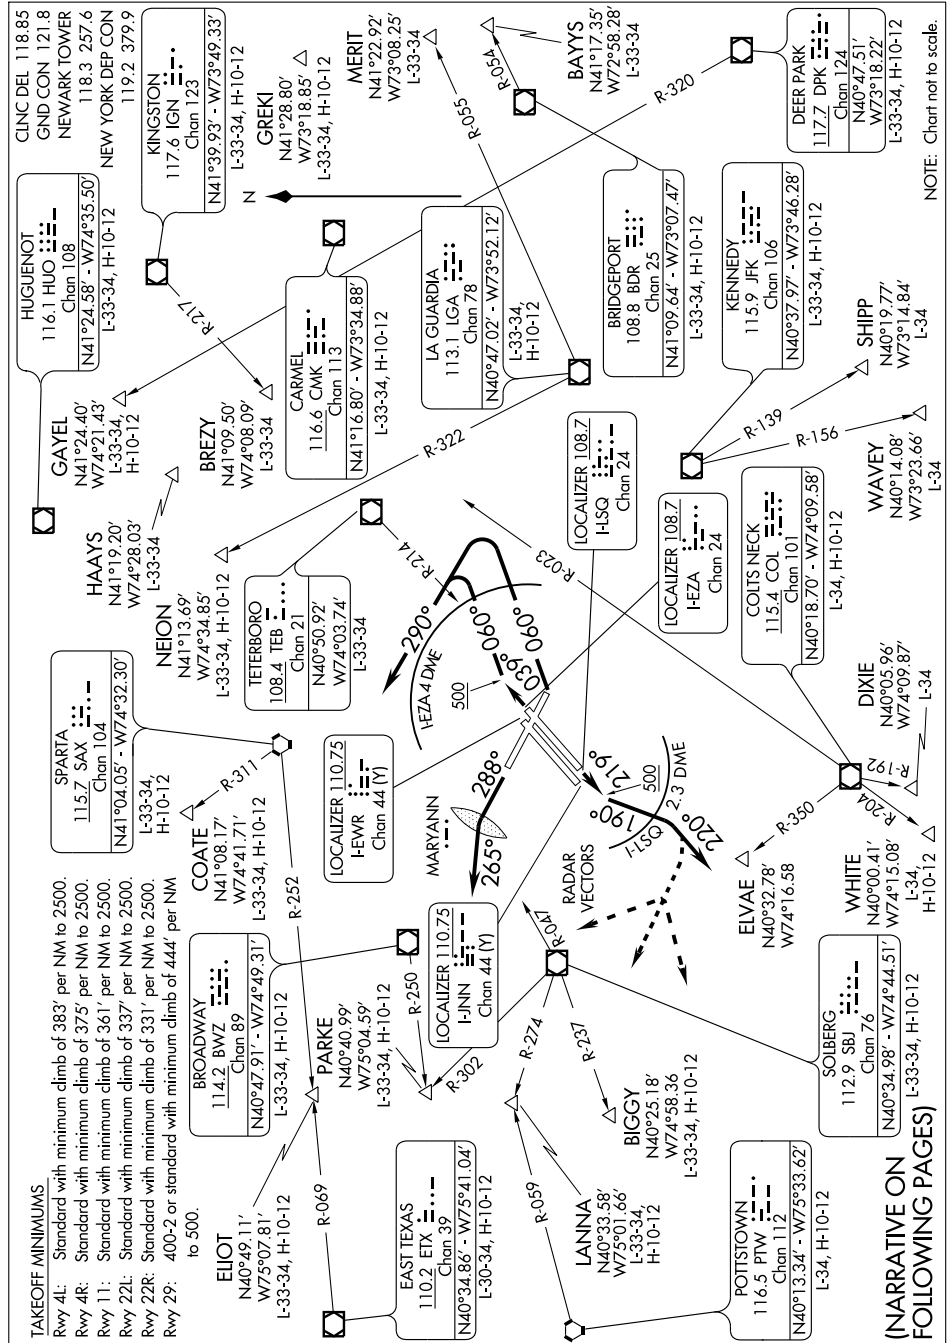 TAKEOFF MINIMUMS
Rwy 4L: Standard with minimum climb of 383' per NM to 2500.
Rwy 4R: Standard with minimum climb of 375' per NM to 2500.
Rwy 11: Standard with minimum climb of 361' per NM to 2500.
Rwy 22L: Standard with minimum climb of 337' per NM to 2500.
Rwy 22R: Standard with minimum climb of 331' per NM to 2500.
Rwy 29: 400-2 or standard with minimum climb of 444' per NM
to 500.
SPARTA
115.7 SAX
Chan 104
N41°04.05' - W74°32.30'
L-33-34,
H-10-12
HUGUENOT
116.1 HUO
Chan 108
N41°24.58' - W74°35.50'
L-33-34, H-10-12
CLNC DEL 118.85
GND CON 121.8
NEWARK TOWER
118.3 257.6
NEW YORK DEP CON
119.2 379.9
KINGSTON
117.6 IGN
Chan 123
N41°39.93' - W73°49.33'
L-33-34, H-10-12
HAAYS
N41°19.20'
W74°28.03'
L-33-34
GAYEL
N41°24.40'
W74°21.43'
L-33-34,
H-10-12
R-217
N
GREKI
N41°28.80'
W73°18.85'
L-33-34, H-10-12
NEION
N41°13.69'
W74°34.85'
L-33-34, H-10-12
BREZY
N41°09.50'
W74°08.09'
L-33-34
MERIT
N41°22.92'
W73°08.25'
L-33-34
COATE
N41°08.17'
W74°41.71'
L-33-34, H-10-12
R-311
R-252
BROADWAY
114.2 BWZ
Chan 89
N40°47.91' - W74°49.31'
L-33-34, H-10-12
ELIOT
N40°49.11'
W75°07.81'
L-33-34, H-10-12
R-069
PARKE
N40°40.99'
W75°04.59'
L-33-34, H-10-12
R-250
R-302
LOCALIZER 110.75
I-EWR
Chan 44 (Y)
TETERBORO
108.4 TEB
Chan 21
N40°50.92'
W74°03.74'
L-33-34
CARMEL
116.6 CMK
Chan 113
N41°16.80' - W73°34.88'
L-33-34, H-10-12
R-322
R-214
LA GUARDIA
113.1 LGA
Chan 78
N40°47.02' - W73°52.12'
L-33-34,
H-10-12
R-055
R-054
BAYYS
N41°17.35'
W72°58.28'
L-33-34
R-320
MARYANN
288°
265°
I-EZA 4 DME
290°
060°
060°
039°
500
LOCALIZER 110.75
I-JNN
Chan 44 (Y)
EAST TEXAS
110.2 ETX
Chan 39
N40°34.86' - W75°41.04'
L-30-34, H-10-12
R-047
RADAR
VECTORS
219°
190°
500
I-LSQ
2.3 DME
220°
R-023
LOCALIZER 108.7
I-LSQ
Chan 24
BRIDGEPORT
108.8 BDR
Chan 25
N41°09.64' - W73°07.47'
L-33-34, H-10-12
DEER PARK
117.7 DPK
Chan 124
N40°47.51'
W73°18.22'
L-33-34, H-10-12
LOCALIZER 108.7
I-EZA
Chan 24
KENNEDY
115.9 JFK
Chan 106
N40°37.97' - W73°46.28'
L-33-34, H-10-12
R-139
R-156
LANNA
N40°33.58'
W75°01.66'
L-33-34,
H-10-12
R-274
R-237
R-059
BIGGY
N40°25.18'
W74°58.36
L-33-34, H-10-12
POTTSTOWN
116.5 PTW
Chan 112
N40°13.34' - W75°33.62'
L-34, H-10-12
SOLBERG
112.9 SBJ
Chan 76
N40°34.98' - W74°44.51'
L-33-34, H-10-12
ELVAE
N40°32.78'
W74°16.58
R-350
R-204
R-192
WHITE
N40°00.41'
W74°15.08'
L-34,
H-10-12
DIXIE
N40°05.96'
W74°09.87'
L-34
COLTS NECK
115.4 COL
Chan 101
N40°18.70' - W74°09.58'
L-34, H-10-12
WAVEY
N40°14.08'
W73°23.66'
L-34
SHIPP
N40°19.77'
W73°14.84'
L-34
(NARRATIVE ON
FOLLOWING PAGES)
NOTE: Chart not to scale.